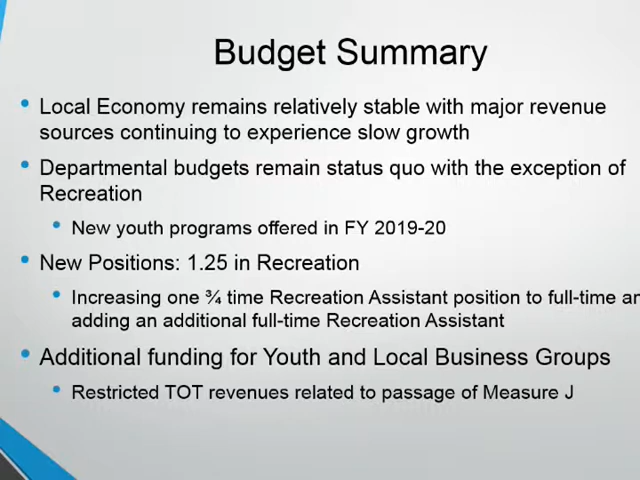 Budget Summary
Local Economy remains relatively stable with major revenue
sources continuing to experience slow growth
Departmental budgets remain status quo with the exception of
Recreation
New youth programs offered in FY 2019-20
New Positions: 1.25 in Recreation
Increasing one ¾ time Recreation Assistant position to full-time
adding an additional full-time Recreation Assistant
Additional funding for Youth and Local Business Groups
Restricted TOT revenues related to passage of Measure J